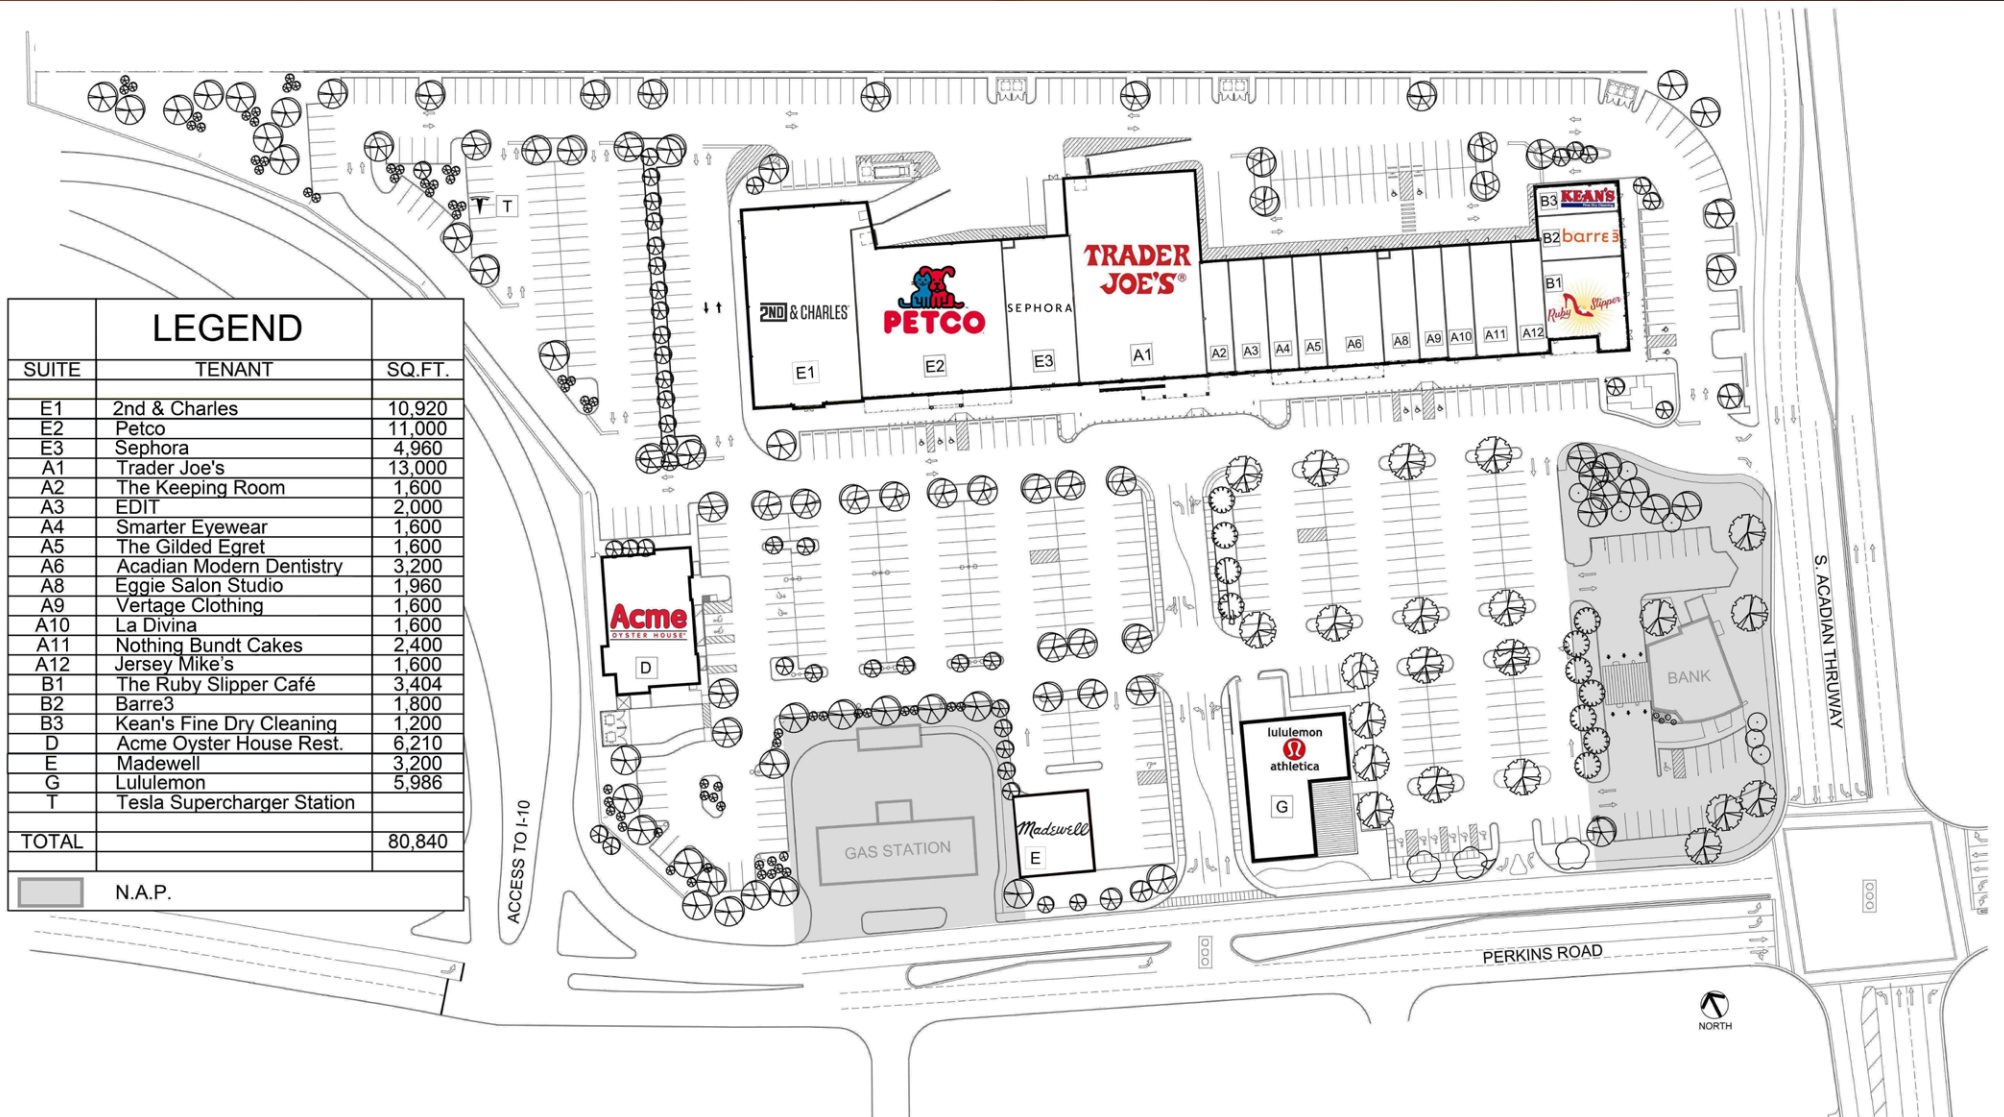 LEGEND
SUITE TENANT SQ.FT.
E1 2nd & Charles 10,920
E2 Petco 11,000
E3 Sephora 4,960
A1 Trader Joe's 13,000
A2 The Keeping Room 1,600
A3 EDIT 2,000
A4 Smarter Eyewear 1,600
A5 The Gilded Egret 1,600
A6 Acadian Modern Dentistry 3,200
A8 Eggie Salon Studio 1,960
A9 Vertage Clothing 1,600
A10 La Divina 1,600
A11 Nothing Bundt Cakes 2,400
A12 Jersey Mike's 1,600
B1 The Ruby Slipper Café 3,404
B2 Barre3 1,800
B3 Kean's Fine Dry Cleaning 1,200
D Acme Oyster House Rest. 6,210
E Madewell 3,200
G Lululemon 5,986
T Tesla Supercharger Station
TOTAL 80,840
N.A.P.
T
2ND & CHARLES
E1
PETCO
E2
SEPHORA
E3
TRADER
JOE'S®
A1
A2
A3
A4
A5
A6
A8
A9
A10
A11
A12
B3 KEAN'S
B2 barre3
B1
Ruby Slipper
Acme
OYSTER HOUSE
D
lululemon
athletica
G
Madewell
E
GAS STATION
BANK
ACCESS TO I-10
PERKINS ROAD
S. ACADIAN THRUWAY
NORTH